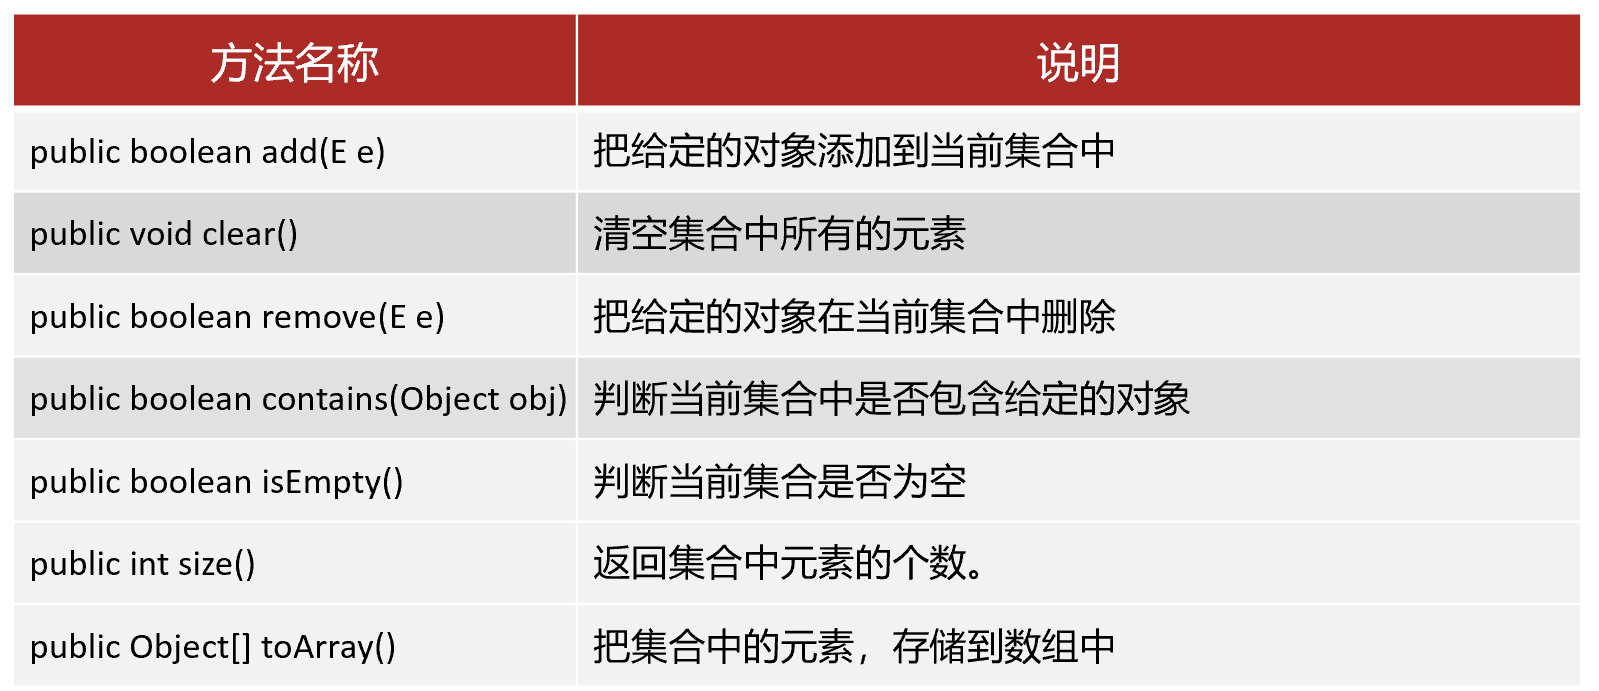 方法名称 说明
public boolean add(E e) 把给定的对象添加到当前集合中
public void clear() 清空集合中所有的元素
public boolean remove(E e) 把给定的对象在当前集合中删除
public boolean contains(Object obj) 判断当前集合中是否包含给定的对象
public boolean isEmpty() 判断当前集合是否为空
public int size() 返回集合中元素的个数。
public Object[] toArray() 把集合中的元素，存储到数组中